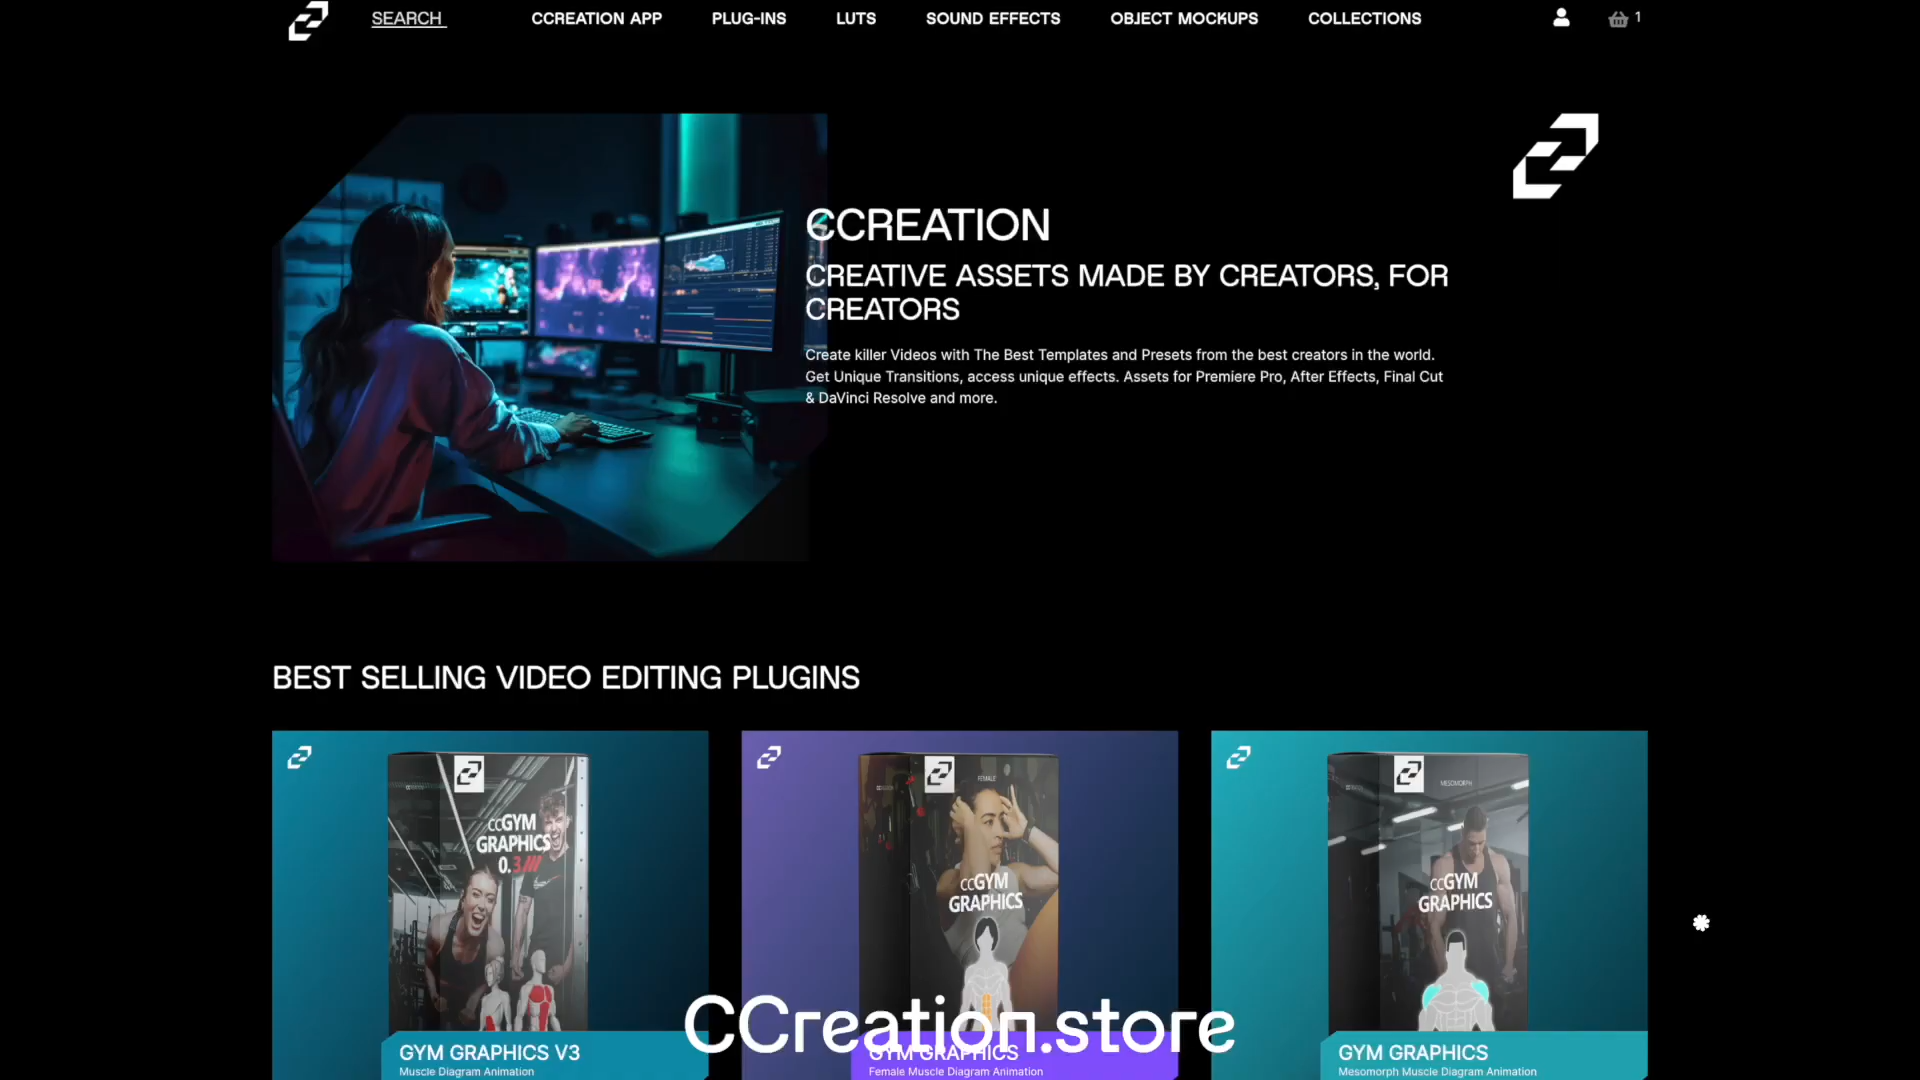 SEARCH
CCREATION APP
PLUG-INS
LUTS
SOUND EFFECTS
OBJECT MOCKUPS
COLLECTIONS
1
CCREATION
CREATIVE ASSETS MADE BY CREATORS, FOR
CREATORS
Create killer Videos with The Best Templates and Presets from the best creators in the world.
Get Unique Transitions, access unique effects. Assets for Premiere Pro, After Effects, Final Cut
& DaVinci Resolve and more.
BEST SELLING VIDEO EDITING PLUGINS
ccGYM
GRAPHICS
0.3///
FEMALE
ccGYM
GRAPHICS
MESOMORPH
ccGYM
GRAPHICS
CCreation.store
GYM GRAPHICS V3
Muscle Diagram Animation
GYM GRAPHICS
Female Muscle Diagram Animation
GYM GRAPHICS
Mesomorph Muscle Diagram Animation